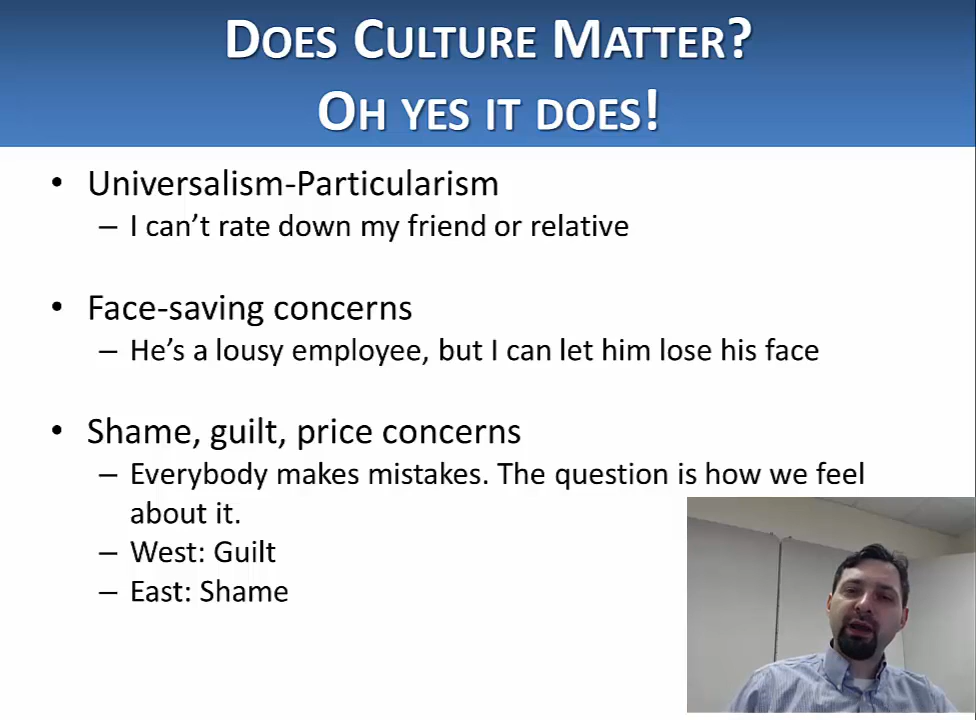 DOES CULTURE MATTER?
OH YES IT DOES!
• Universalism-Particularism
– I can’t rate down my friend or relative
• Face-saving concerns
– He’s a lousy employee, but I can let him lose his face
• Shame, guilt, price concerns
– Everybody makes mistakes. The question is how we feel
about it.
– West: Guilt
– East: Shame